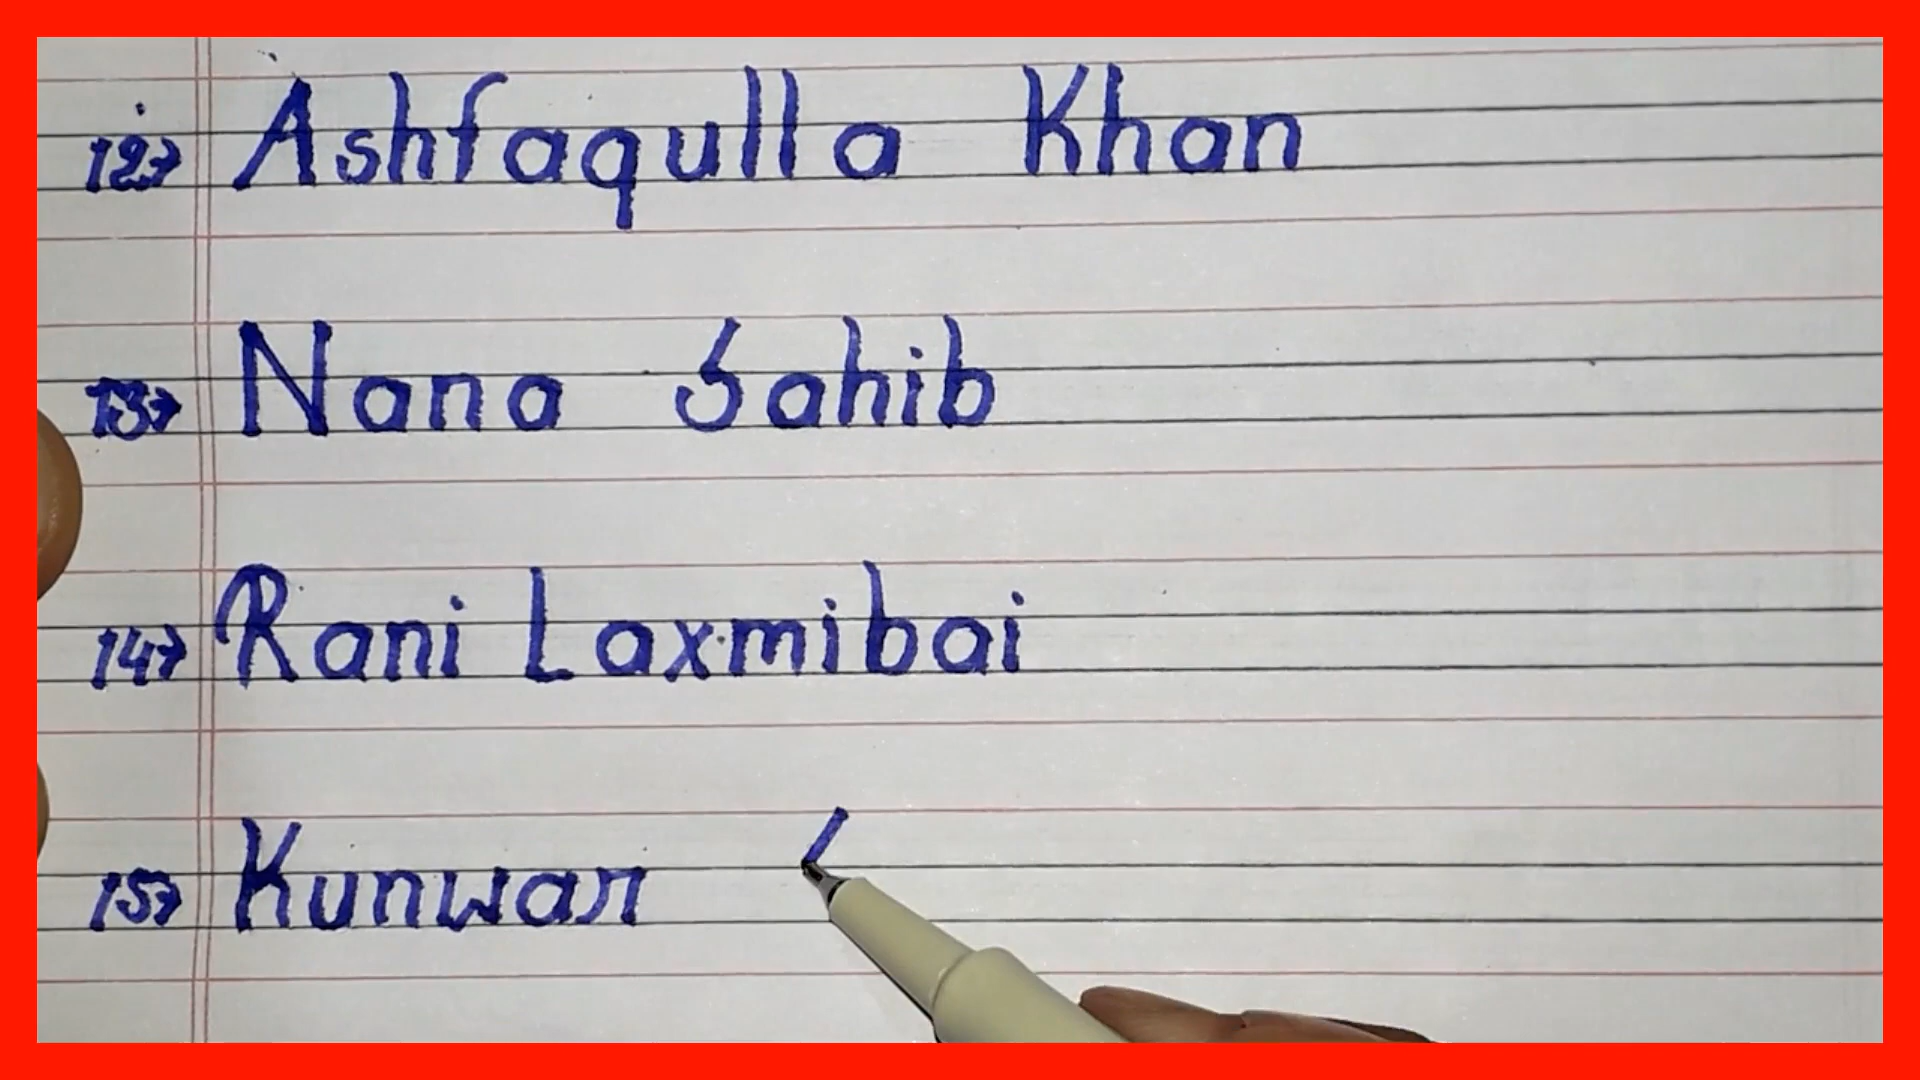 12→ Ashfaqulla Khan
13→ Nana Sahib
14→ Rani Laxmibai
15→ Kunwar